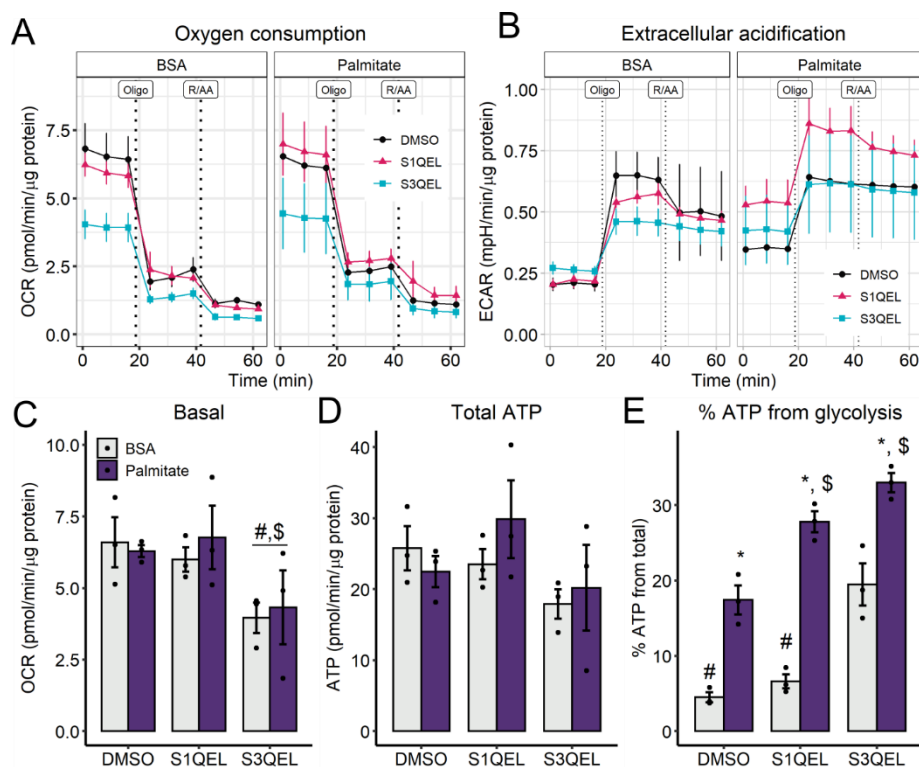 A
Oxygen consumption
BSA
Palmitate
Oligo
R/AA
Oligo
R/AA
DMSO
S1QEL
S3QEL
OCR (pmol/min/μg protein)
7.5
5.0
2.5
0.0
0 20 40 60 0 20 40 60
Time (min)
B
Extracellular acidification
BSA
Palmitate
Oligo
R/AA
Oligo
R/AA
DMSO
S1QEL
S3QEL
ECAR (mpH/min/μg protein)
1.00
0.75
0.50
0.25
0.00
0 20 40 60 0 20 40 60
Time (min)
C
Basal
BSA
Palmitate
#,$
OCR (pmol/min/μg protein)
10.0
7.5
5.0
2.5
0.0
DMSO S1QEL S3QEL
D
Total ATP
ATP (pmol/min/μg protein)
40
30
20
10
0
DMSO S1QEL S3QEL
E
% ATP from glycolysis
% ATP (from total)
30
20
10
0
#
*
#
*, $
*, $
DMSO S1QEL S3QEL